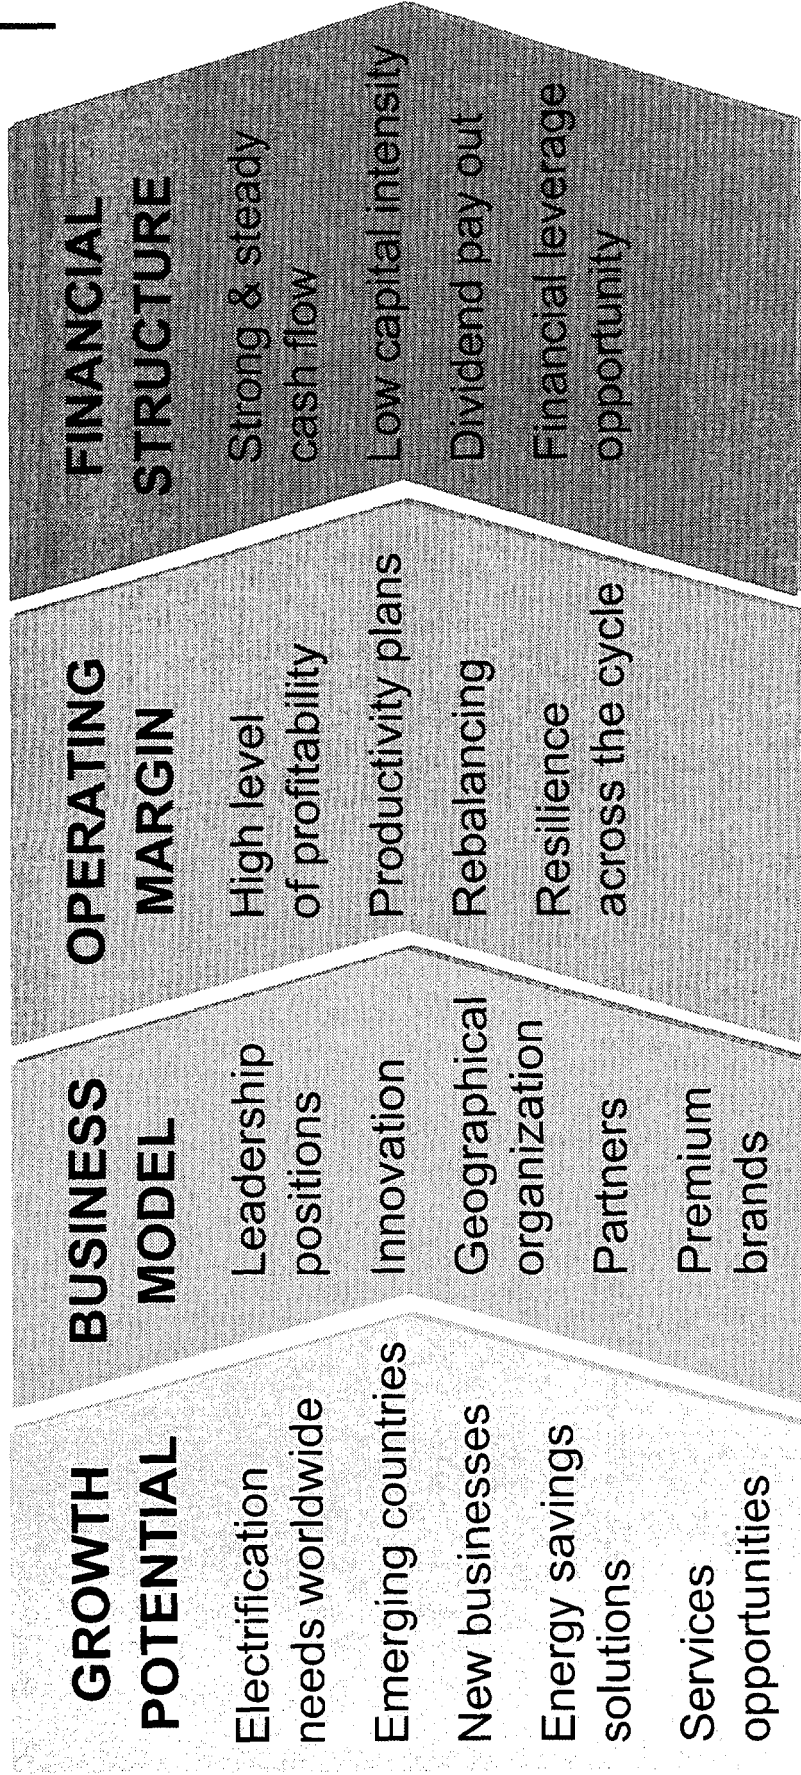 GROWTH
POTENTIAL
Electrification
needs worldwide
Emerging countries
New businesses
Energy savings
solutions
Services
opportunities
BUSINESS
MODEL
Leadership
positions
Innovation
Geographical
organization
Partners
Premium
brands
OPERATING
MARGIN
High level
of profitability
Productivity plans
Rebalancing
Resilience
across the cycle
FINANCIAL
STRUCTURE
Strong & steady
cash flow
Low capital intensity
Dividend pay out
Financial leverage
opportunity